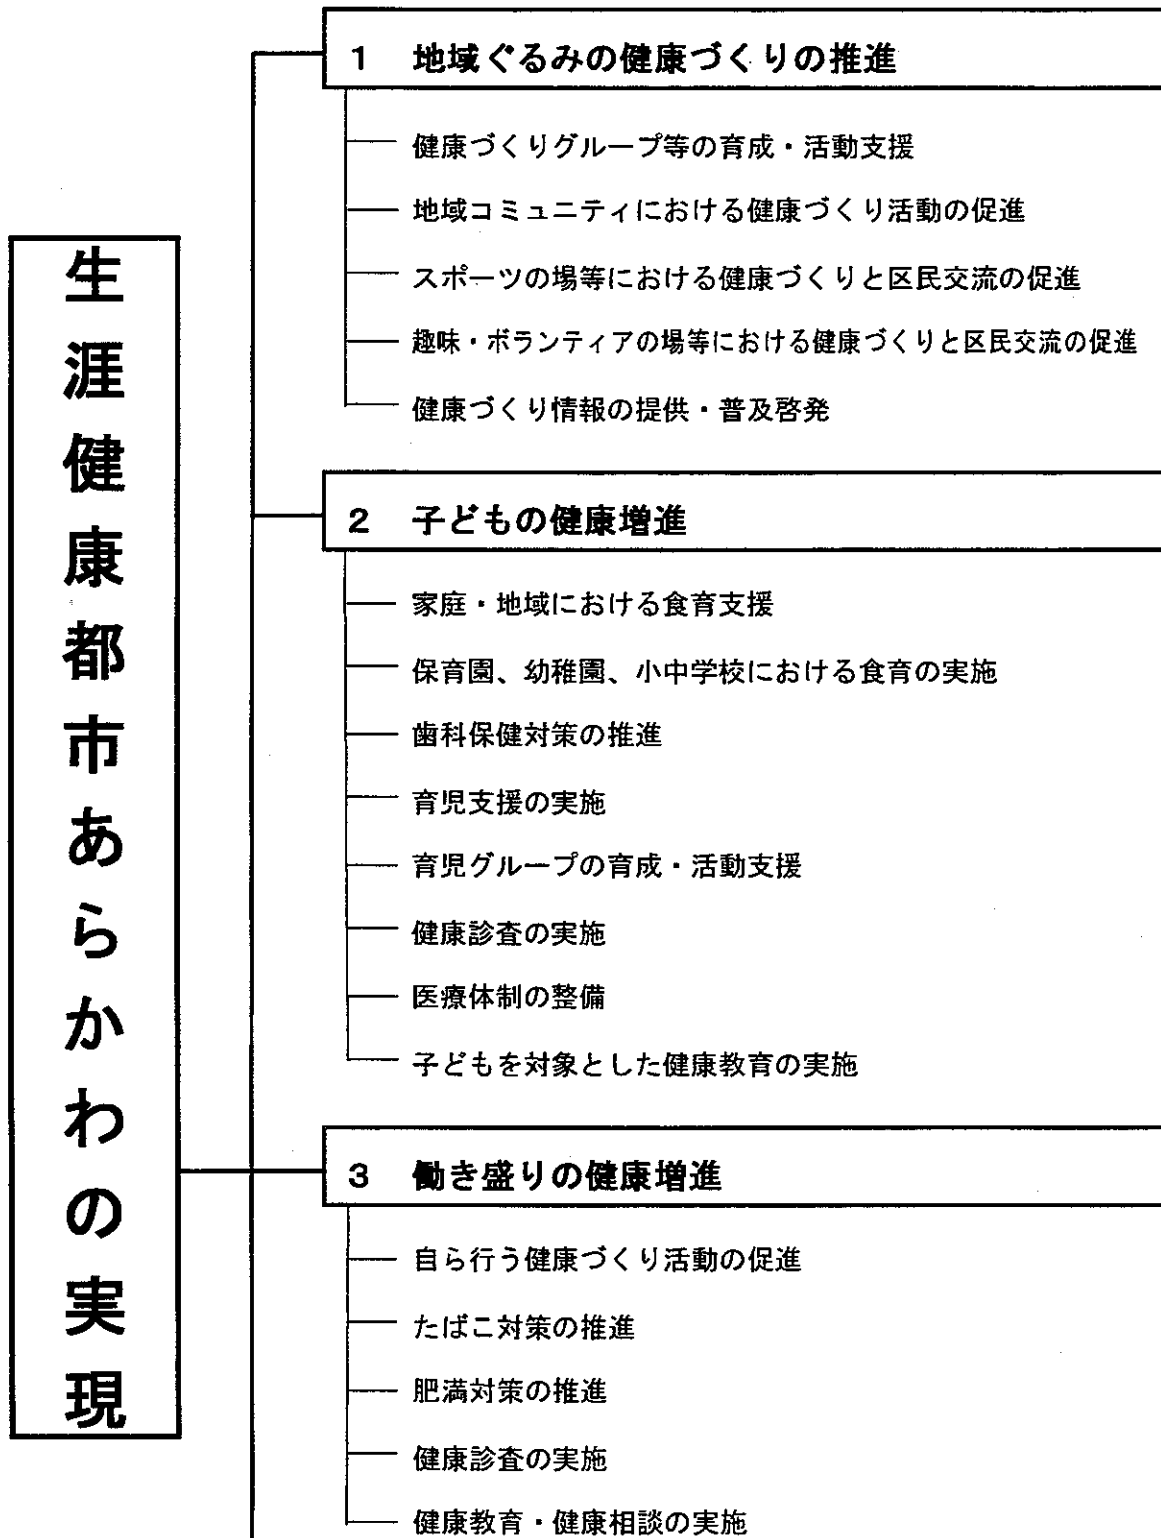 生涯健康都市あらかわの実現
1 地域ぐるみの健康づくりの推進
健康づくりグループ等の育成・活動支援
地域コミュニティにおける健康づくり活動の促進
スポーツの場等における健康づくりと区民交流の促進
趣味・ボランティアの場等における健康づくりと区民交流の促進
健康づくり情報の提供・普及啓発
2 子どもの健康増進
家庭・地域における食育支援
保育園、幼稚園、小中学校における食育の実施
歯科保健対策の推進
育児支援の実施
育児グループの育成・活動支援
健康診査の実施
医療体制の整備
子どもを対象とした健康教育の実施
3 働き盛りの健康増進
自ら行う健康づくり活動の促進
たばこ対策の推進
肥満対策の推進
健康診査の実施
健康教育・健康相談の実施